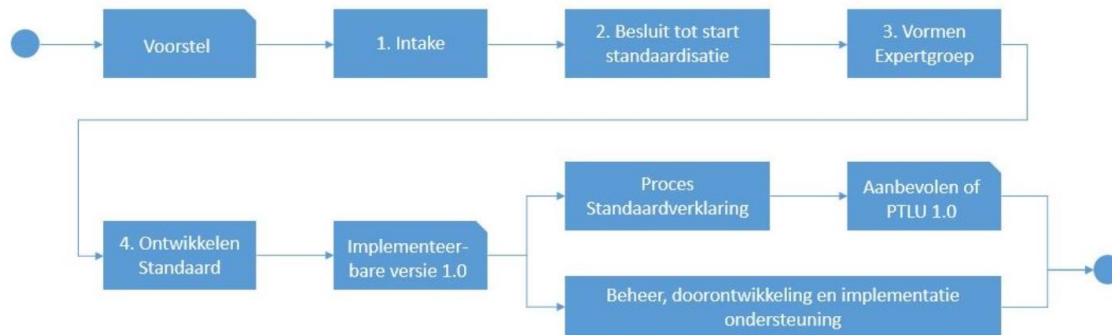 Voorstel
1. Intake
2. Besluit tot start
standaardisatie
3. Vormen
Expertgroep
4. Ontwikkelen
Standaard
Implementeer-
bare versie 1.0
Proces
Standaardverklaring
Aanbevolen of
PTLU 1.0
Beheer, doorontwikkeling en implementatie
ondersteuning